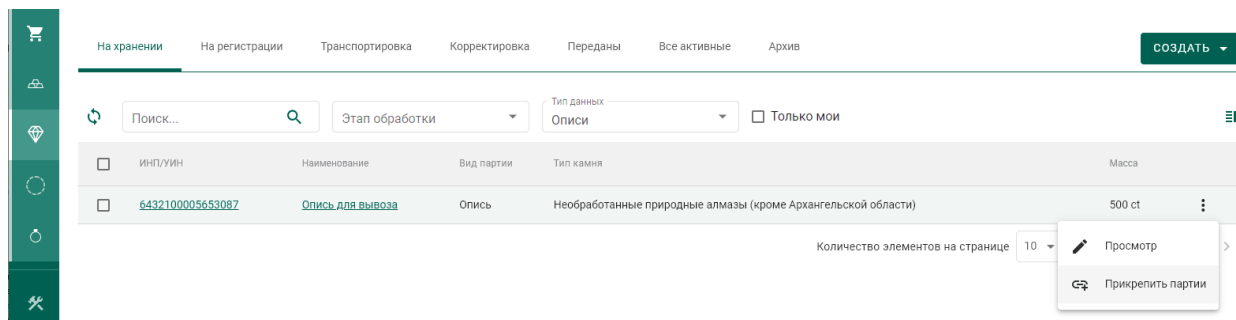 На хранении На регистрации Транспортировка Корректировка Переданы Все активные Архив СОЗДАТЬ
Тип данных
Поиск... Этап обработки Описи Только мои
ИНП/УИН Наименование Вид партии Тип камня Масса
6432100005653087 Опись для вывоза Опись Необработанные природные алмазы (кроме Архангельской области) 500 ct
Количество элементов на странице 10 Просмотр
Прикрепить партии